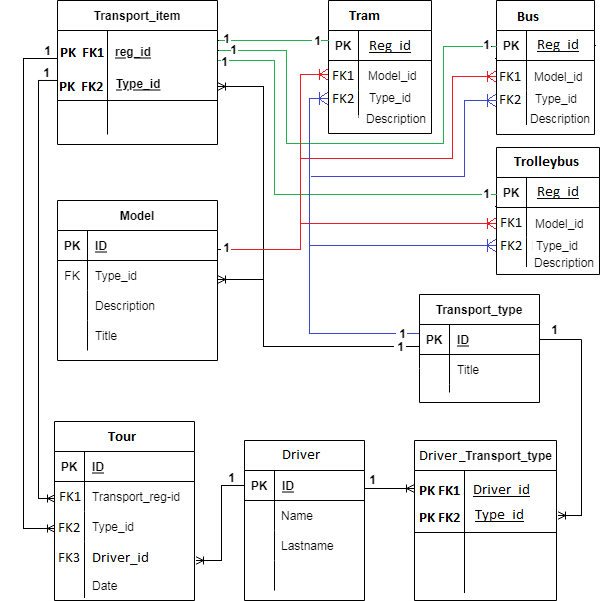 Transport_item
PK FK1 reg_id
PK FK2 Type_id
1
1
1
1
1
Tram
1
PK Reg_id
FK1 Model_id
FK2 Type_id
Description
Bus
1
PK Reg_id
FK1 Model_id
FK2 Type_id
Description
Trolleybus
1
PK Reg_id
FK1 Model_id
FK2 Type_id
Description
Model
PK ID
1
FK Type_id
Description
Title
Transport_type
1
1
PK ID
1
Title
Tour
PK ID
FK1 Transport_reg-id
FK2 Type_id
FK3 Driver_id
Date
Driver
1
PK ID
1
Name
Lastname
Driver_Transport_type
PK FK1 Driver_id
PK FK2 Type_id